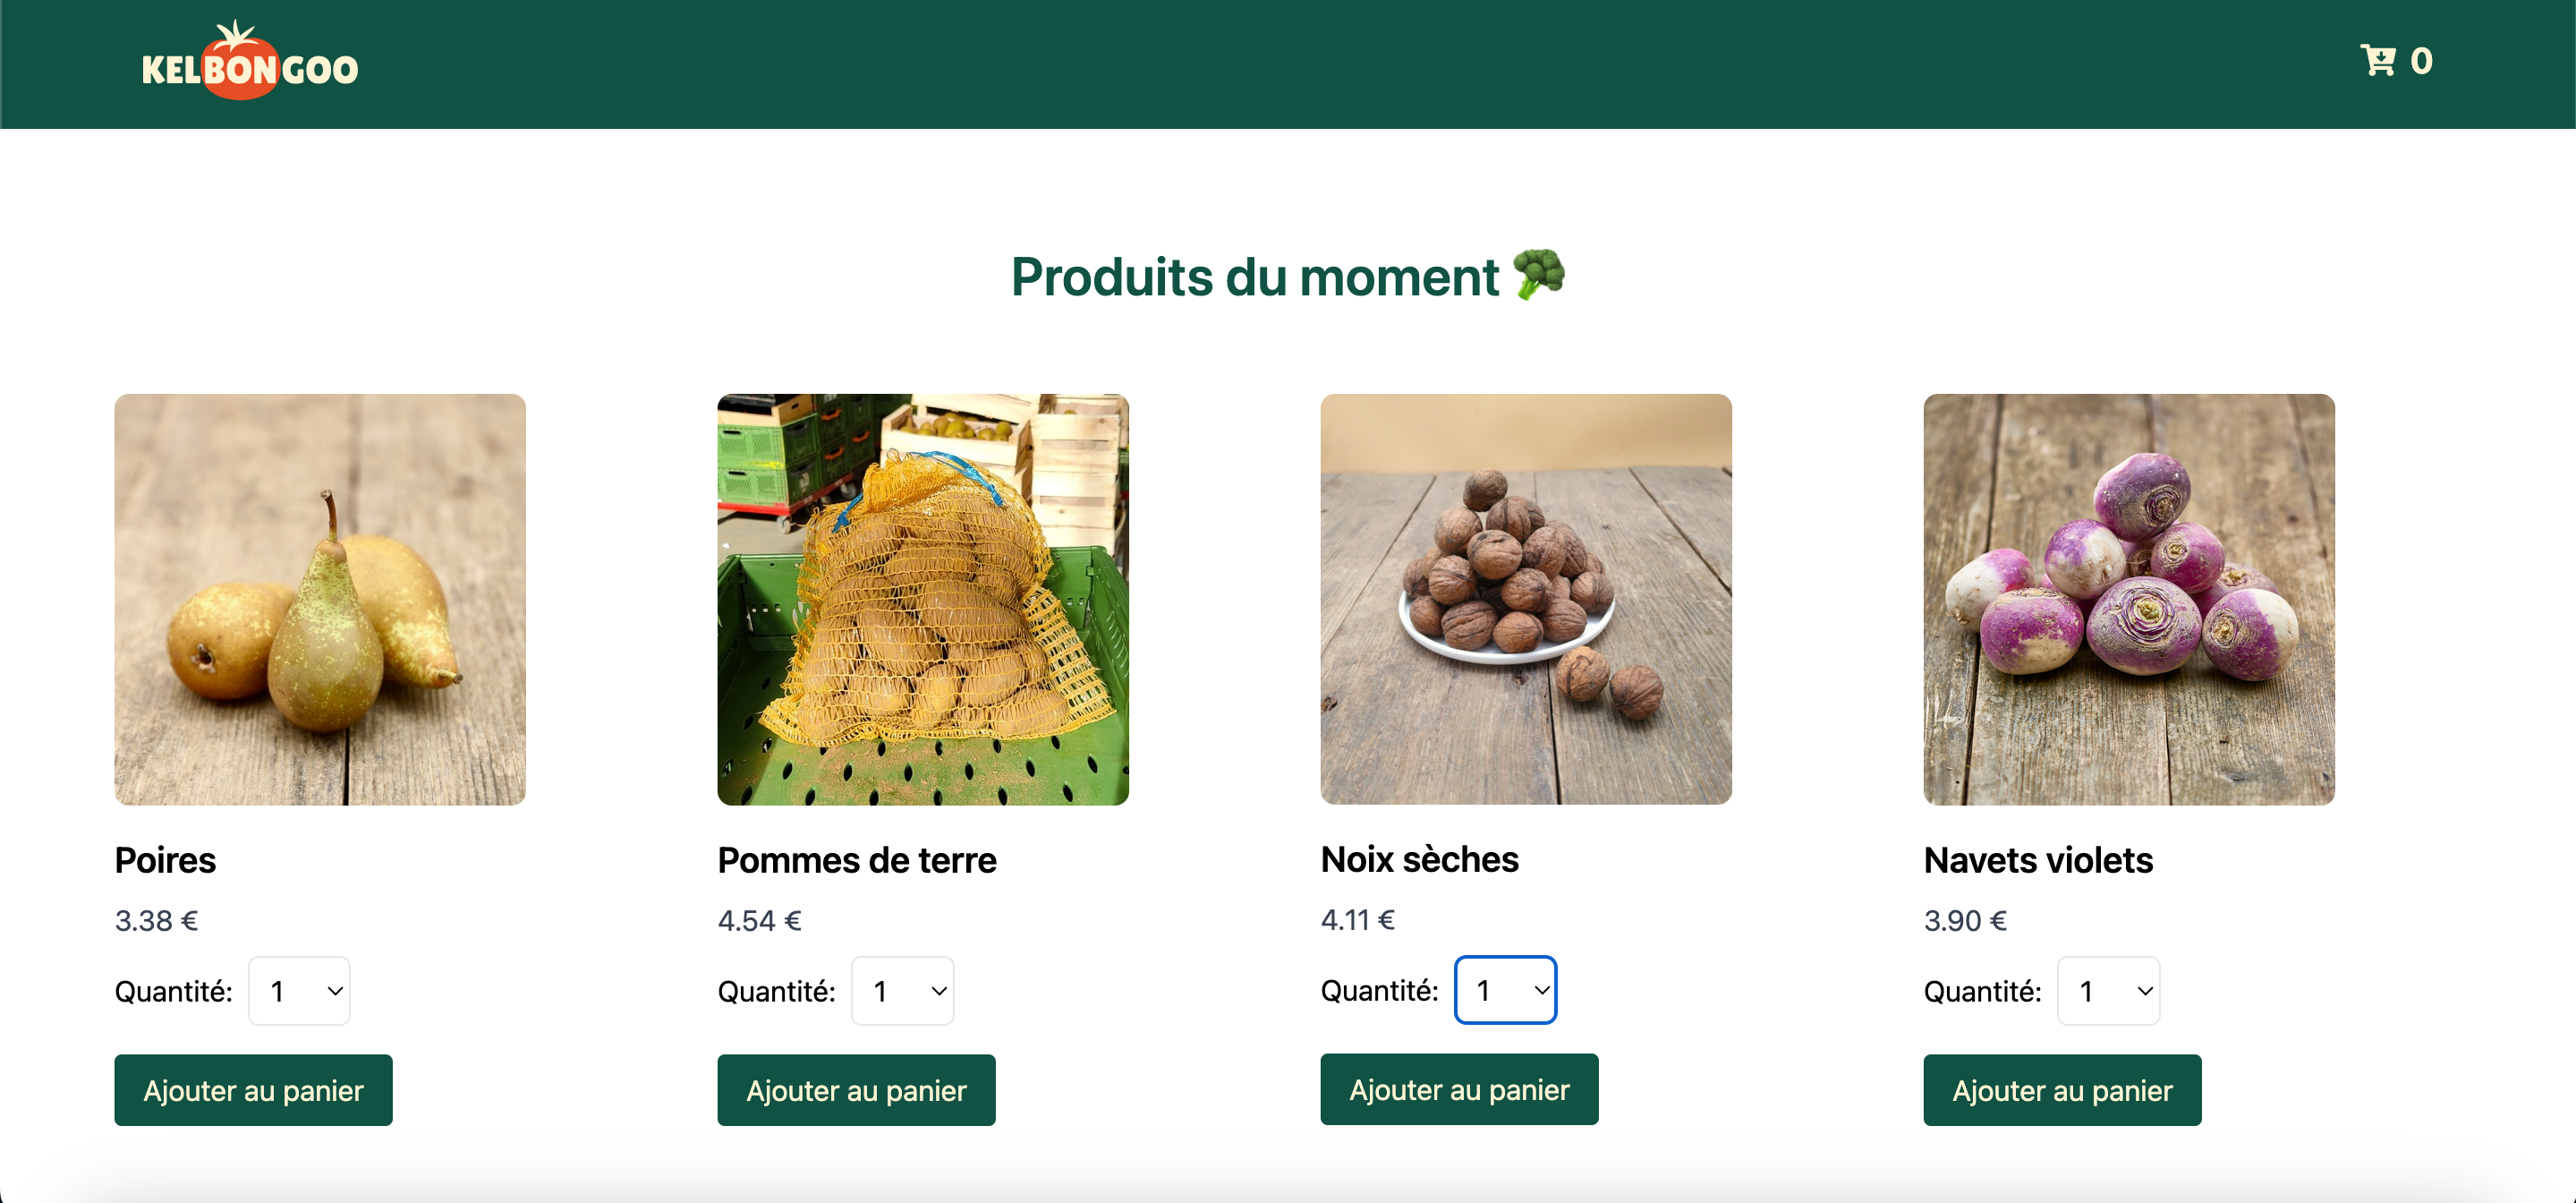 KELBONGOO
0
Produits du moment 🥦
Poires
3.38 €
Quantité: 1
Ajouter au panier
Pommes de terre
4.54 €
Quantité: 1
Ajouter au panier
Noix sèches
4.11 €
Quantité: 1
Ajouter au panier
Navets violets
3.90 €
Quantité: 1
Ajouter au panier